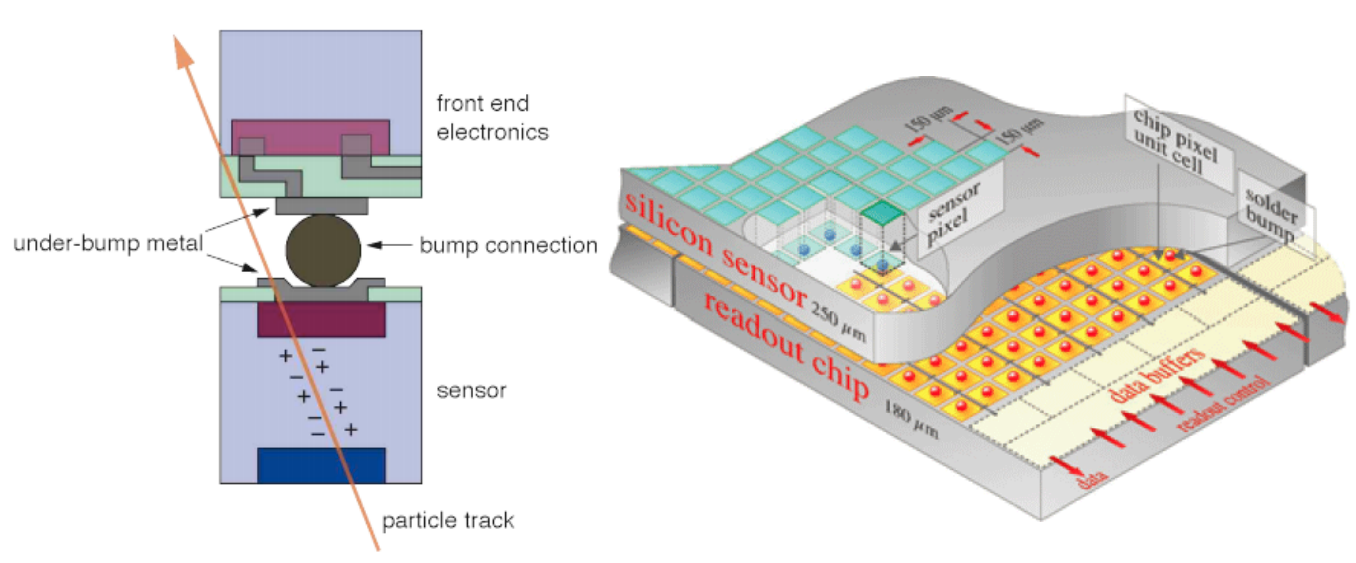 front end
electronics
under-bump metal
bump connection
+ −
− +
+ −
− +
− +
sensor
particle track
150 μm
150 μm
chip pixel
unit cell
solder
bump
sensor
pixel
silicon sensor
250 μm
readout chip
180 μm
data buffers
readout control
data